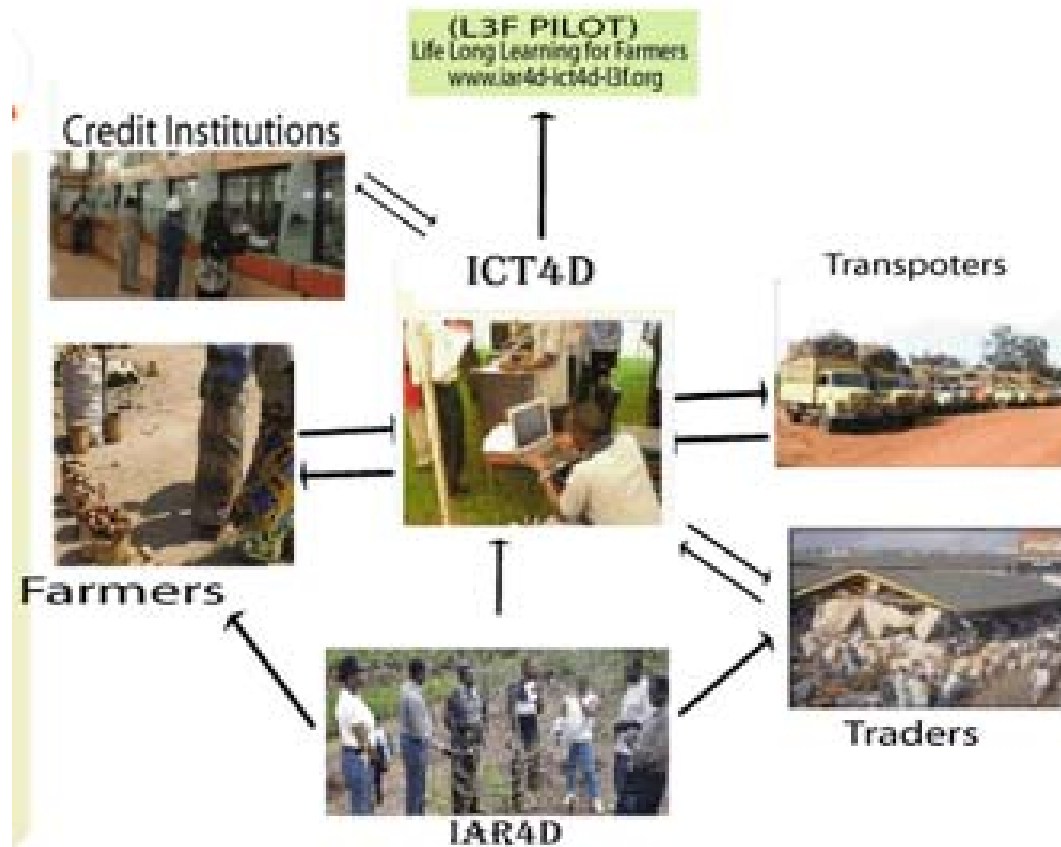 (L3F PILOT)
Life Long Learning for Farmers
www.iar4d-ict4d-l3f.org
Credit Institutions
ICT4D
Transpoters
Farmers
Traders
IAR4D